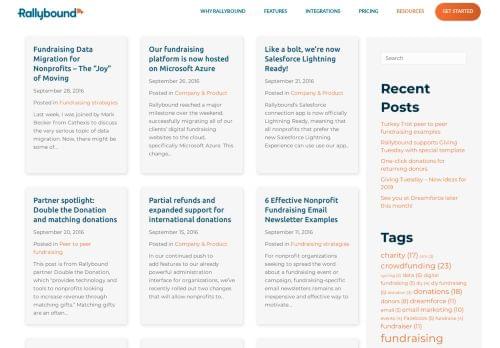 Rallybound
WHY RALLYBOUND
FEATURES
INTEGRATIONS
PRICING
RESOURCES
GET STARTED
Fundraising Data
Migration for
Nonprofits – The “Joy”
of Moving
September 28, 2016
Posted in Fundraising strategies
Last week, I was joined by Mark
Becker from Cathexis to discuss
the very serious topic of data
migration. Now, there might be
some of...
Our fundraising
platform is now hosted
on Microsoft Azure
September 26, 2016
Posted in Company & Product
Rallybound reached a major
milestone over the weekend:
successfully migrating all of our
clients' digital fundraising
websites to the cloud,
specifically Microsoft Azure. This
change...
Like a bolt, we're now
Salesforce Lightning
Ready!
September 21, 2016
Posted in Company & Product
Rallybound's Salesforce
connection app is now officially
Lightning Ready, meaning that
all nonprofits that prefer the
new Salesforce Lightning
Experience can use our app...
Partner spotlight:
Double the Donation
and matching donations
September 20, 2016
Posted in Peer to peer
fundraising
This post is from Rallybound
partner Double the Donation,
which "provides technology and
tools to nonprofits looking
to increase revenue through
matching gifts." Matching gifts
are an often...
Partial refunds and
expanded support for
international donations
September 15, 2016
Posted in Company & Product
In our continued push to
add features to our already
powerful administration
interface for organizations, we've
recently rolled out two changes
that will allow nonprofits to...
6 Effective Nonprofit
Fundraising Email
Newsletter Examples
September 11, 2016
Posted in Fundraising strategies
For nonprofit organizations
seeking to spread the word
about a fundraising event or
campaign, fundraising-specific
email newsletters remain an
inexpensive and effective way to
motivate...
Search
Recent
Posts
Turkey Trot peer to peer
fundraising examples
Rallybound supports Giving
Tuesday with special template
One-click donations for
returning donors
Giving Tuesday – New ideas for
2019
See you at Dreamforce later
this month!
Tags
charity (17)
crowdfunding (23)
data (5) digital
fundraising (5) diy (4) diy fundraising
(5) donation (3) donations (18)
donors (8) dreamforce (11)
email (5) email marketing (10)
events (4) Facebook (5) fundraise (4)
fundraiser (11)
fundraising